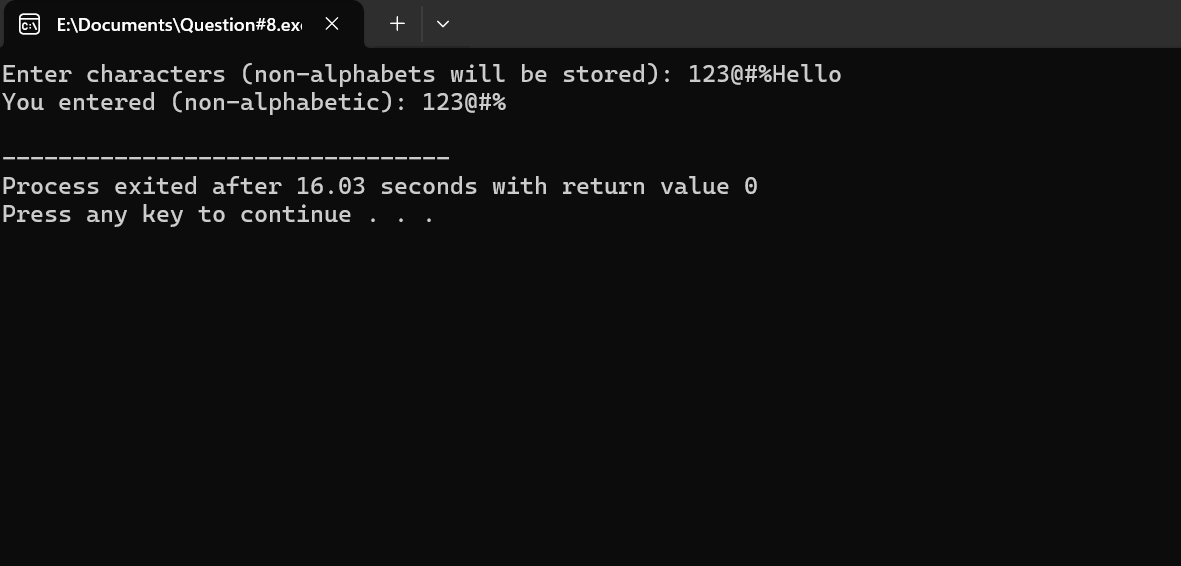 E:\Documents\Question#8.ex
Enter characters (non-alphabets will be stored): 123@#%Hello
You entered (non-alphabetic): 123@#%
--------------------------------
Process exited after 16.03 seconds with return value 0
Press any key to continue . . .